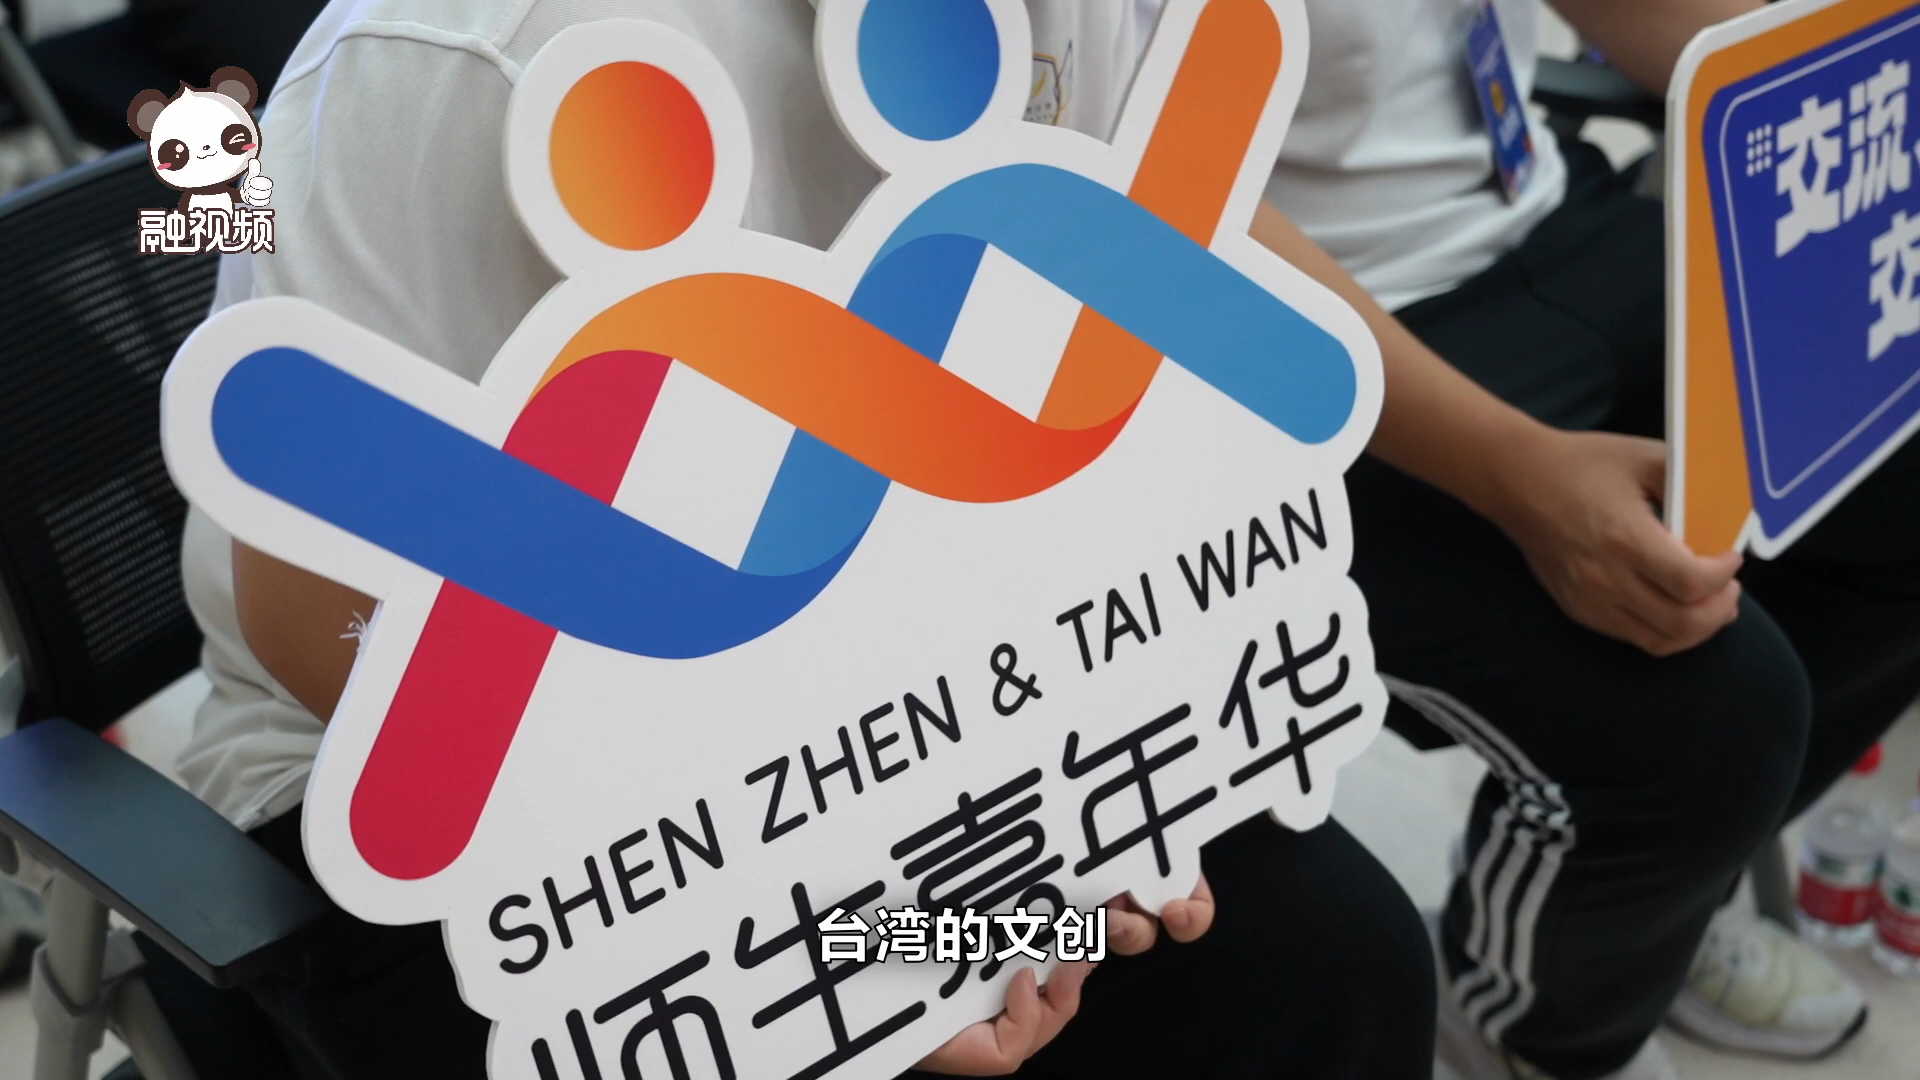 融视频
交流
交
SHEN ZHEN & TAI WAN
师生嘉年华
台湾的文创